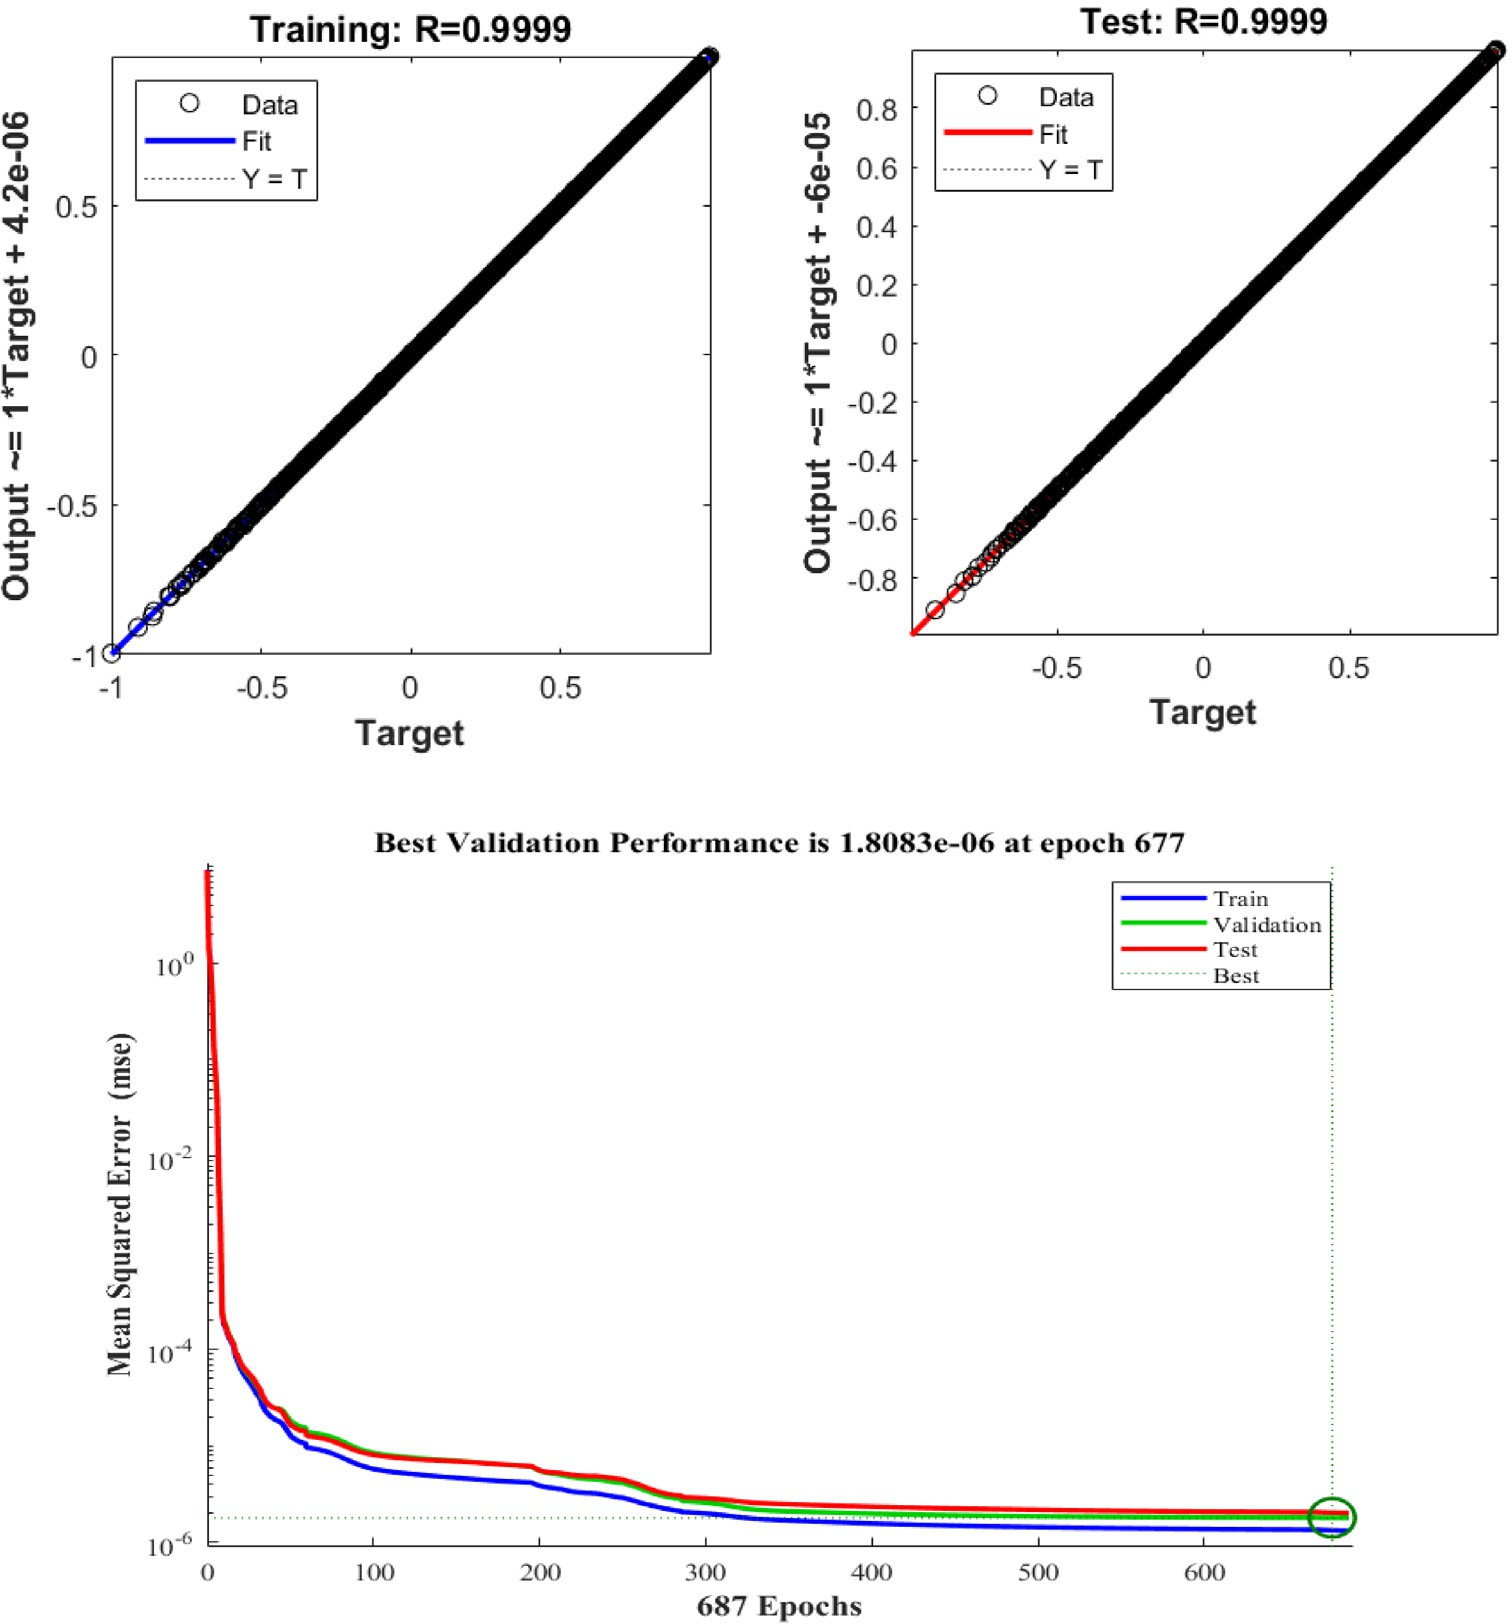 Training: R=0.9999
Data
Fit
Y = T
Output ~= 1*Target + 4.2e-06
0.5
0
-0.5
-1
-1
-0.5
0
0.5
Target
Test: R=0.9999
Data
Fit
Y = T
Output ~= 1*Target + -6e-05
0.8
0.6
0.4
0.2
0
-0.2
-0.4
-0.6
-0.8
-0.5
0
0.5
Target
Best Validation Performance is 1.8083e-06 at epoch 677
Train
Validation
Test
Best
Mean Squared Error (mse)
10^0
10^-2
10^-4
10^-6
0
100
200
300
400
500
600
687 Epochs